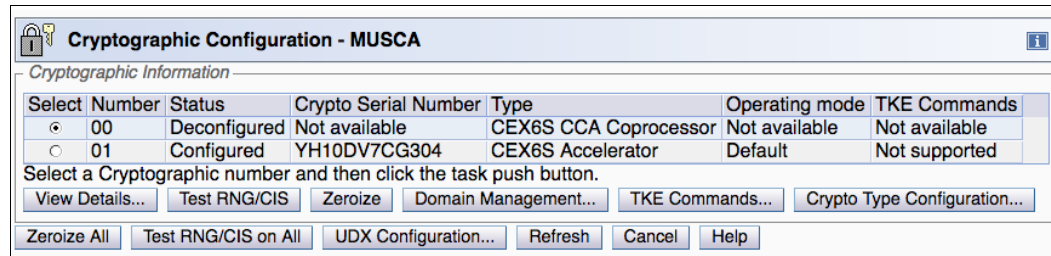 Cryptographic Configuration - MUSCA
i
Cryptographic Information
Select Number Status Crypto Serial Number Type Operating mode TKE Commands
00 Deconfigured Not available CEX6S CCA Coprocessor Not available Not available
01 Configured YH10DV7CG304 CEX6S Accelerator Default Not supported
Select a Cryptographic number and then click the task push button.
View Details... Test RNG/CIS Zeroize Domain Management... TKE Commands... Crypto Type Configuration...
Zeroize All Test RNG/CIS on All UDX Configuration... Refresh Cancel Help